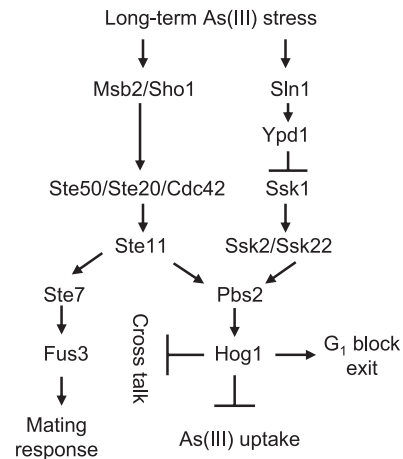 Long-term As(III) stress
Msb2/Sho1
Sln1
Ypd1
Ste50/Ste20/Cdc42
Ssk1
Ste11
Ssk2/Ssk22
Ste7
Pbs2
Cross talk
Fus3
Hog1
G₁ block
exit
Mating
response
As(III) uptake